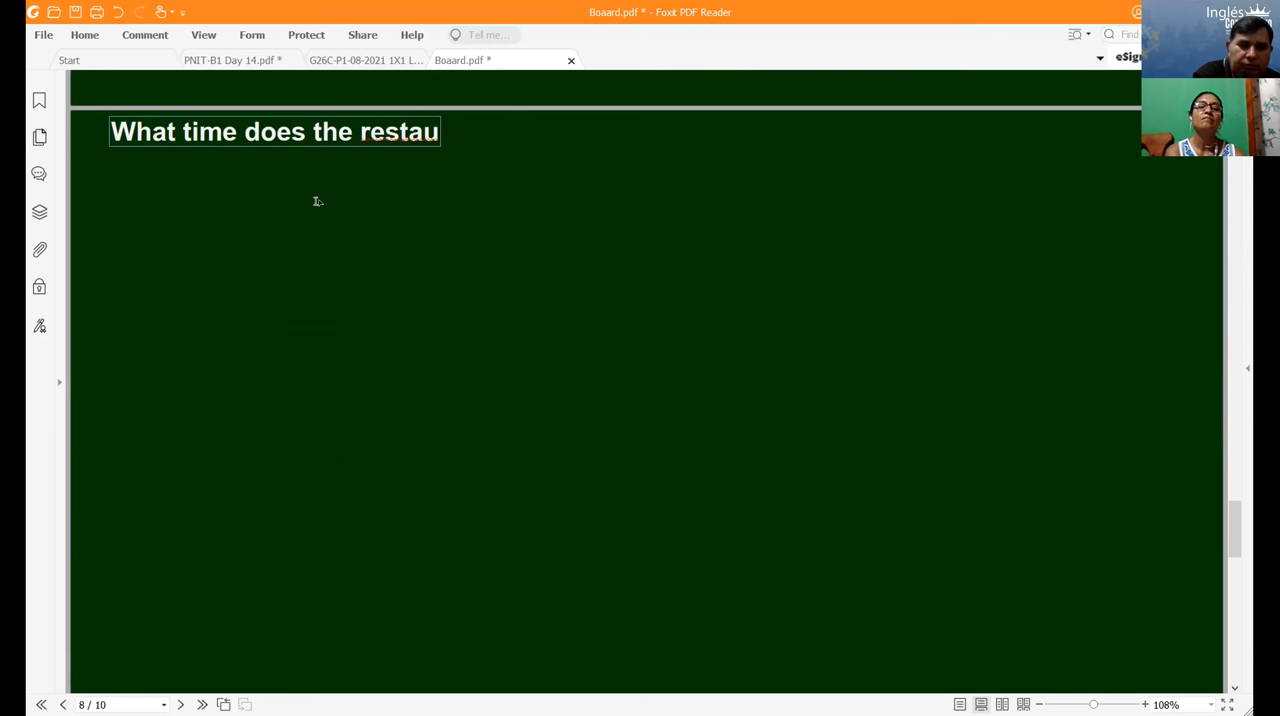 Boaard.pdf * - Foxit PDF Reader
File Home Comment View Form Protect Share Help Tell me... Find
Start PNIT-B1 Day 14.pdf * G26C-P1-08-2021 1X1 L... Boaard.pdf * eSign
What time does the restau
Inglés
8 / 10 108%